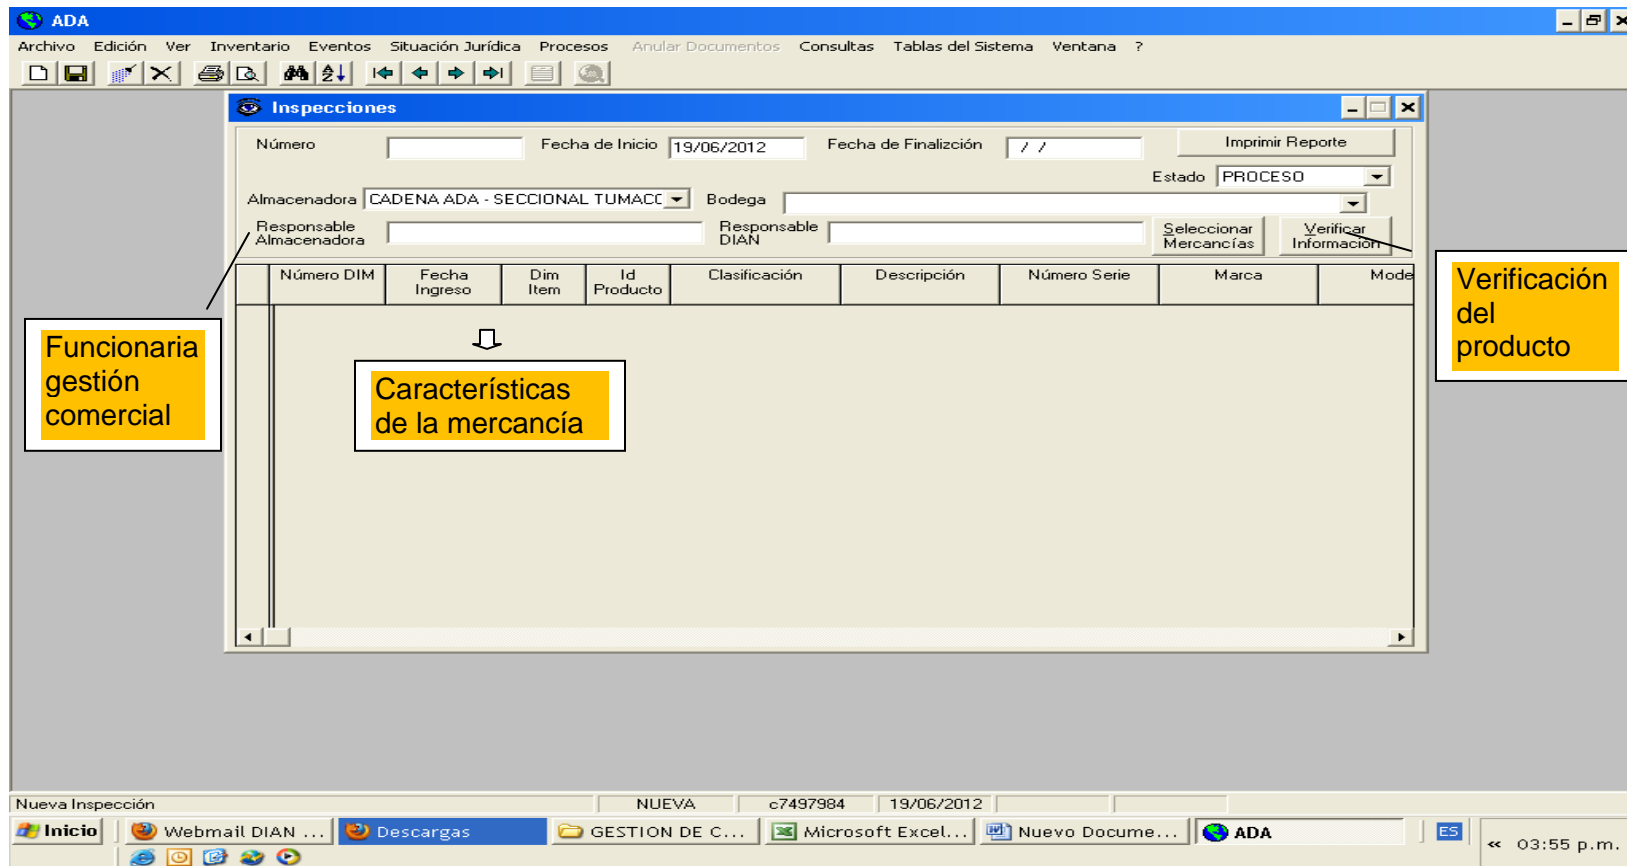 ADA
Archivo Edición Ver Inventario Eventos Situación Jurídica Procesos Anular Documentos Consultas Tablas del Sistema Ventana ?
Inspecciones
Número Fecha de Inicio 19/06/2012 Fecha de Finalizción / / Imprimir Reporte
Estado PROCESO
Almacenadora CADENA ADA - SECCIONAL TUMACC Bodega
Responsable Almacenadora Responsable DIAN Seleccionar Mercancías Verificar Información
Número DIM Fecha Ingreso Dim Item Id Producto Clasificación Descripción Número Serie Marca Mode
Verificación
del
producto
Funcionaria
gestión
comercial
Característícas
de la mercancía
Nueva Inspección NUEVA c7497984 19/06/2012
Inicio Webmail DIAN ... Descargas GESTION DE C... Microsoft Excel... Nuevo Docume... ADA ES « 03:55 p.m.